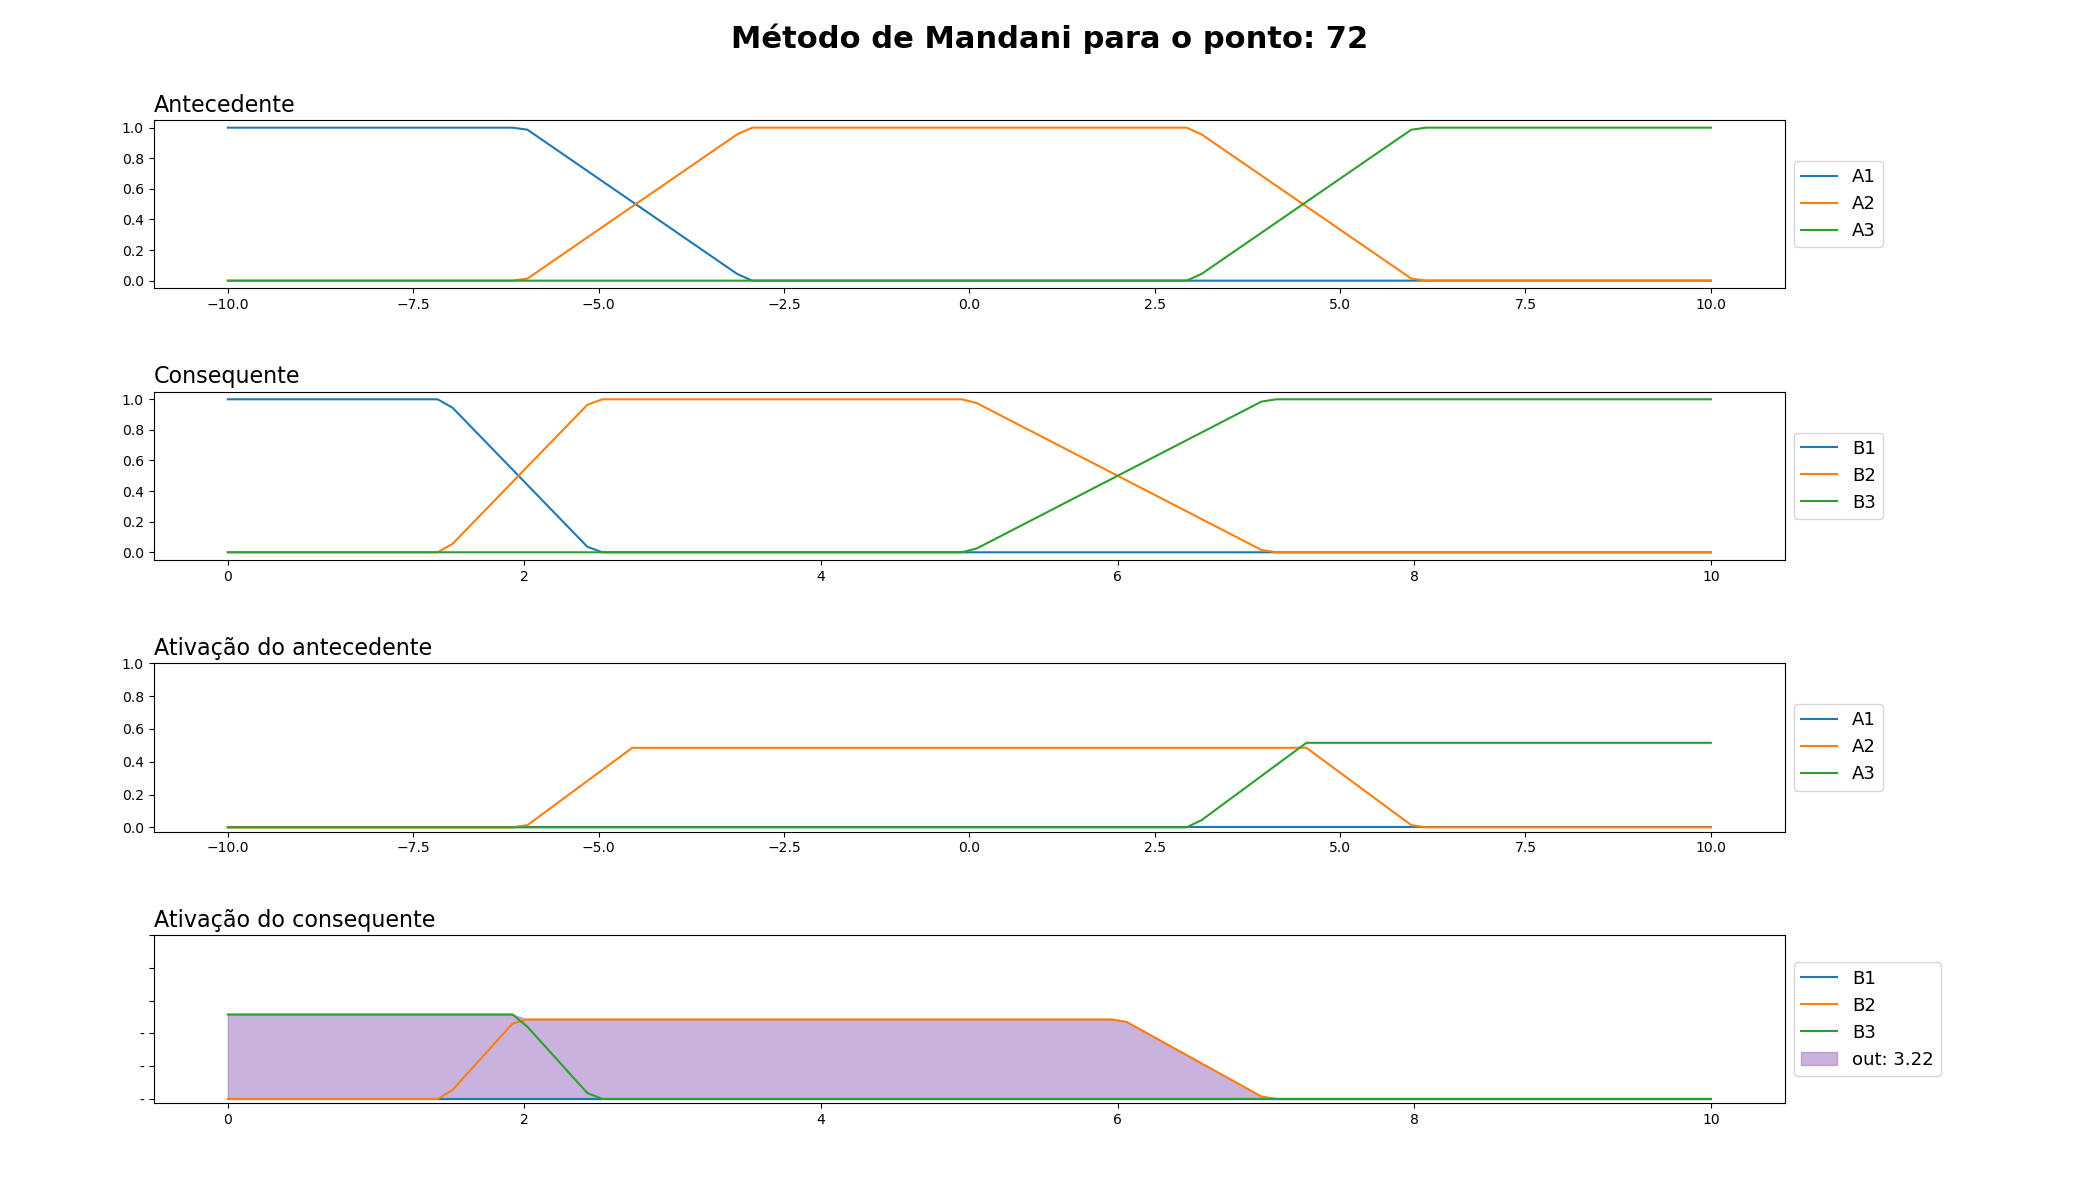 Método de Mandani para o ponto: 72
Antecedente
1.0
0.8
0.6
0.4
0.2
0.0
−10.0 −7.5 −5.0 −2.5 0.0 2.5 5.0 7.5 10.0
A1
A2
A3
Consequente
1.0
0.8
0.6
0.4
0.2
0.0
0 2 4 6 8 10
B1
B2
B3
Ativação do antecedente
1.0
0.8
0.6
0.4
0.2
0.0
−10.0 −7.5 −5.0 −2.5 0.0 2.5 5.0 7.5 10.0
A1
A2
A3
Ativação do consequente
-
-
-
0 2 4 6 8 10
B1
B2
B3
out: 3.22